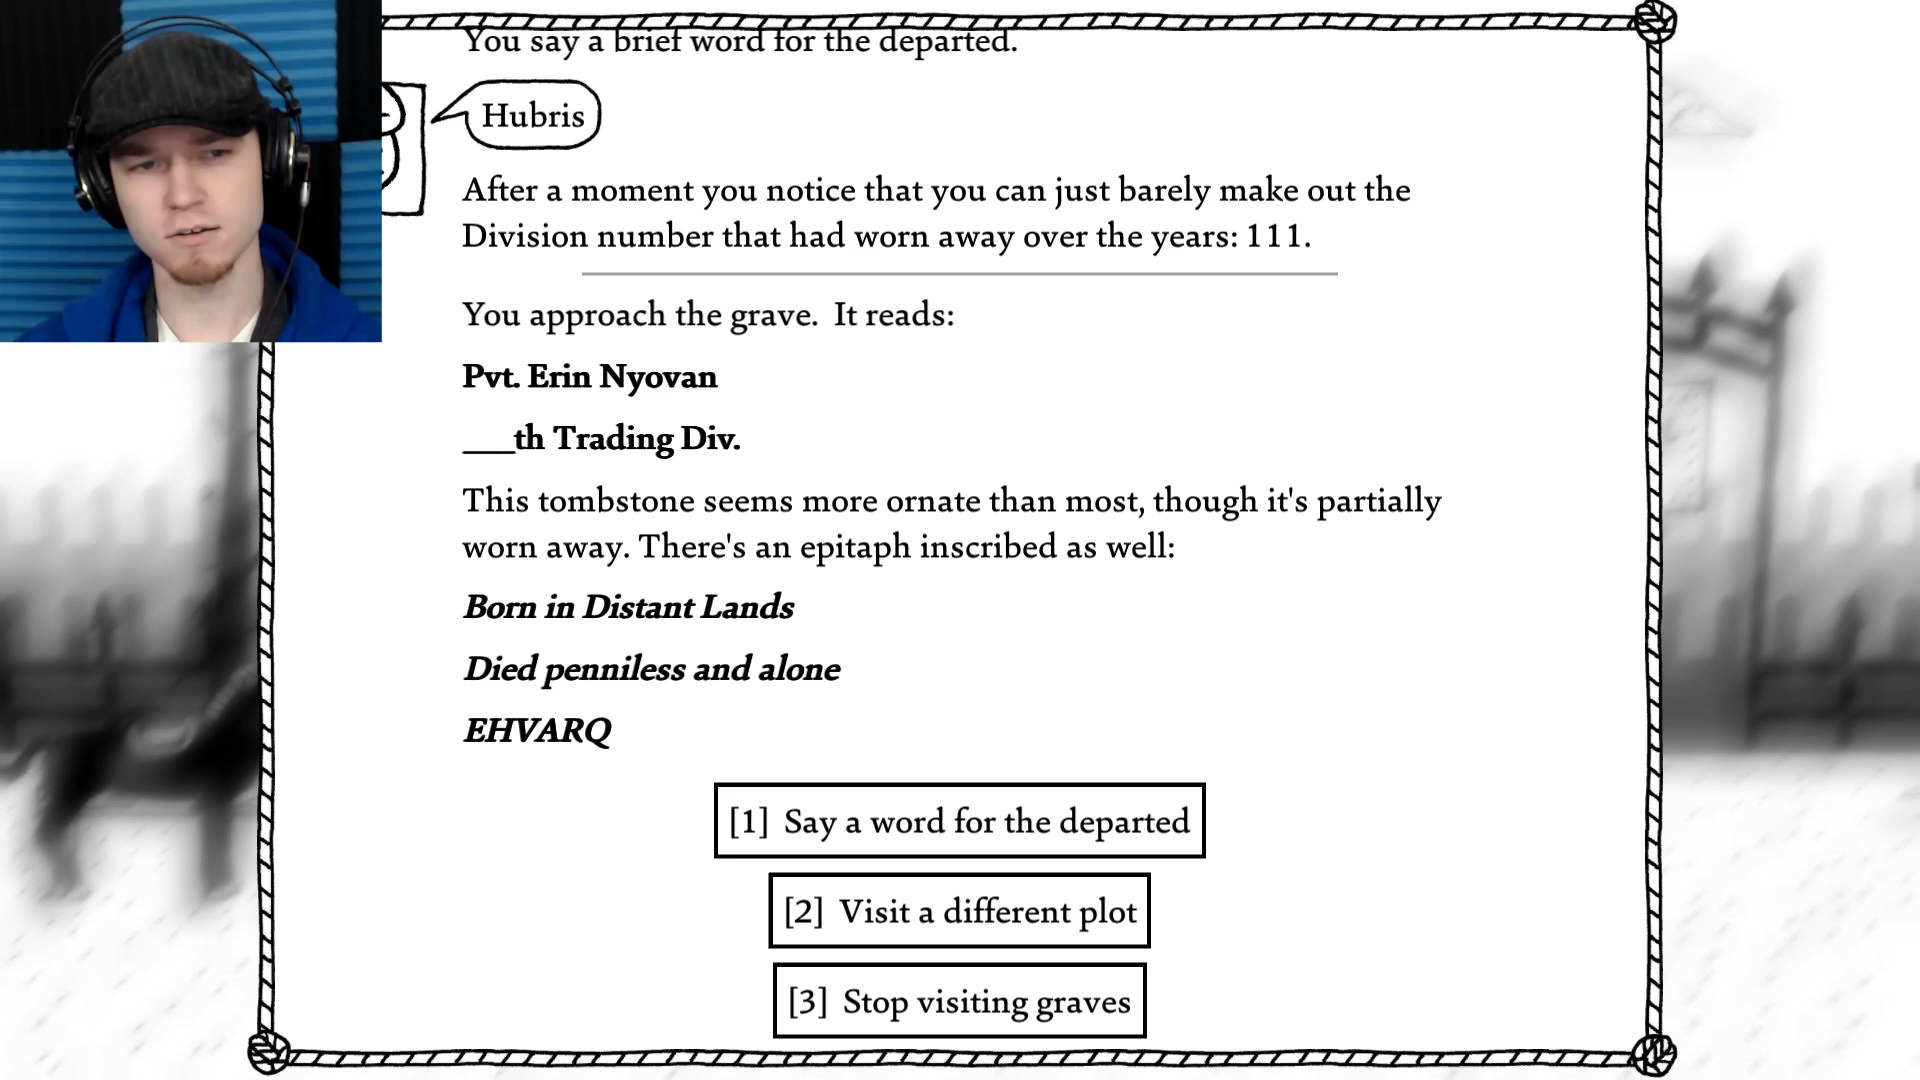 You say a brief word for the departed.
Hubris
After a moment you notice that you can just barely make out the
Division number that had worn away over the years: 111.
You approach the grave. It reads:
Pvt. Erin Nyovan
___th Trading Div.
This tombstone seems more ornate than most, though it's partially
worn away. There's an epitaph inscribed as well:
Born in Distant Lands
Died penniless and alone
EHVARQ
[1] Say a word for the departed
[2] Visit a different plot
[3] Stop visiting graves